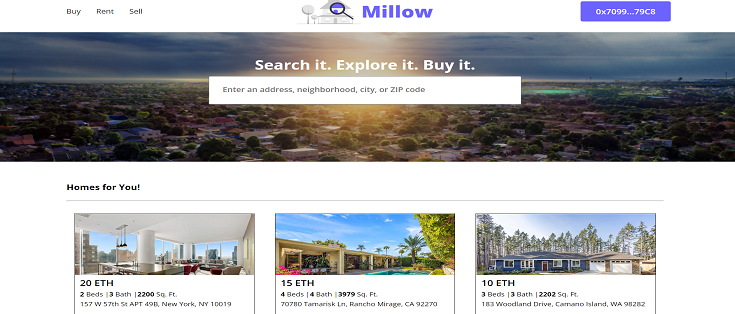 Buy Rent Sell Millow 0x7099...79C8
Search it. Explore it. Buy it.
Enter an address, neighborhood, city, or ZIP code
Homes for You!
20 ETH
2 Beds |3 Bath |2200 Sq. Ft.
157 W 57th St APT 49B, New York, NY 10019
15 ETH
4 Beds |4 Bath |3979 Sq. Ft.
70780 Tamarisk Ln, Rancho Mirage, CA 92270
10 ETH
3 Beds |3 Bath |2202 Sq. Ft.
183 Woodland Drive, Camano Island, WA 98282